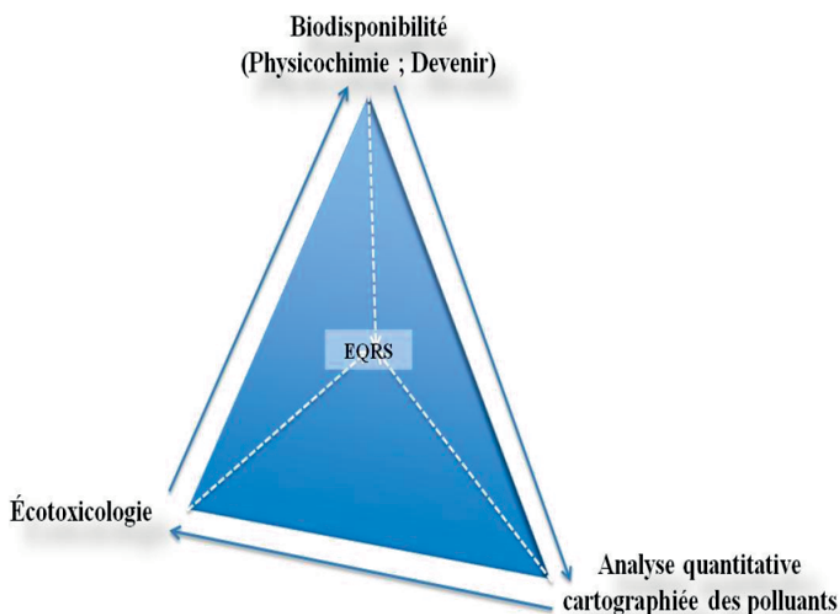 Biodisponibilité
(Physicochimie ; Devenir)
EQRS
Écotoxicologie
Analyse quantitative
cartographiée des polluants